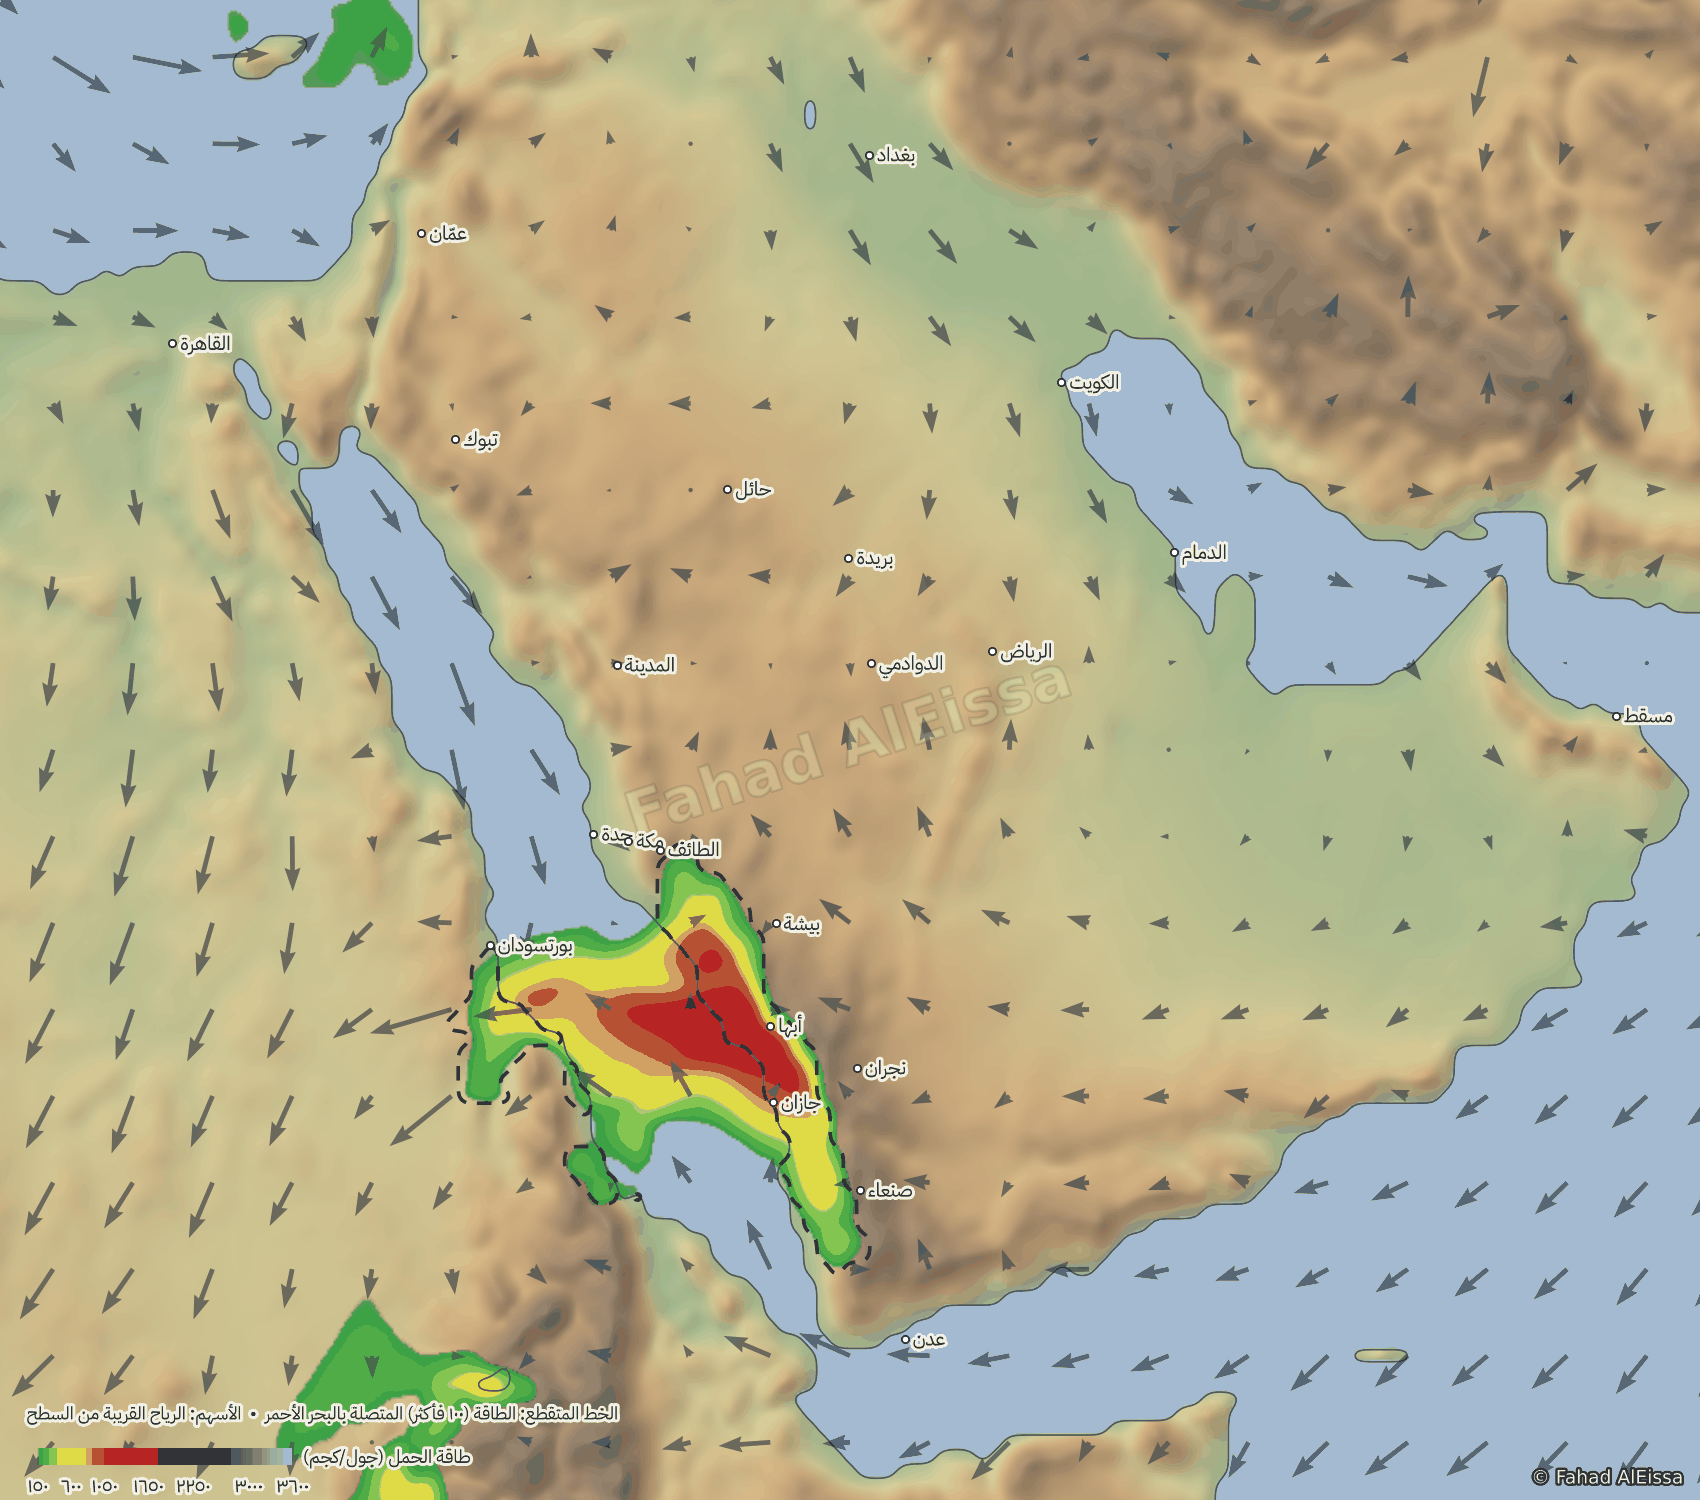 بغداد
عمّان
القاهرة
الكويت
تبوك
حائل
الدمام
بريدة
الرياض
الدوادمي
المدينة
مسقط
Fahad AlEissa
جدة
مكة
الطائف
بيشة
بورتسودان
أبها
نجران
جازان
صنعاء
عدن
الخط المتقطع: الطاقة (١٠٠ فأكثر) المتصلة بالبحر الأحمر • الأسهم: الرياح القريبة من السطح
طاقة الحمل (جول/كجم)
١٥٠ ٦٠٠ ١٠٥٠ ١٦٥٠ ٢٢٥٠ ٣٠٠٠ ٣٦٠٠
© Fahad AlEissa